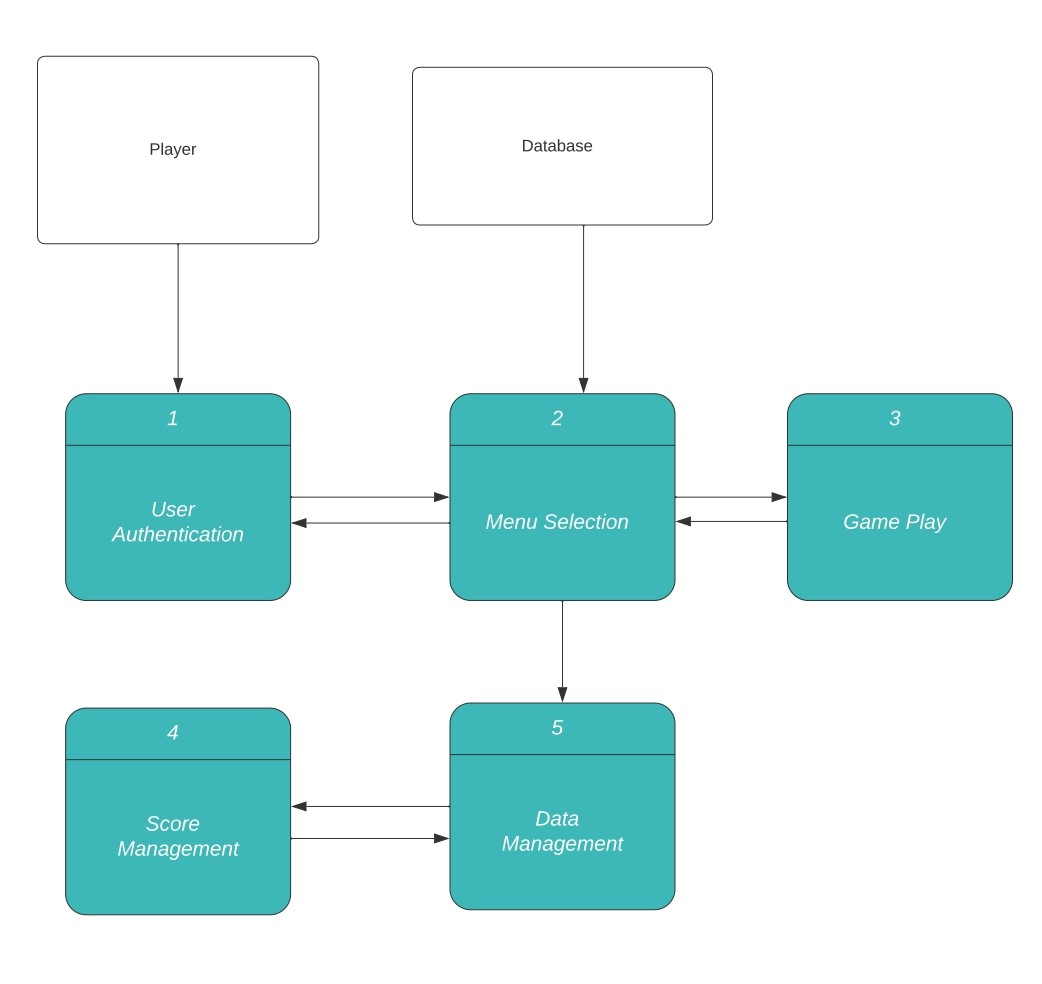 Player
Database
1
User
Authentication
2
Menu Selection
3
Game Play
4
Score
Management
5
Data
Management